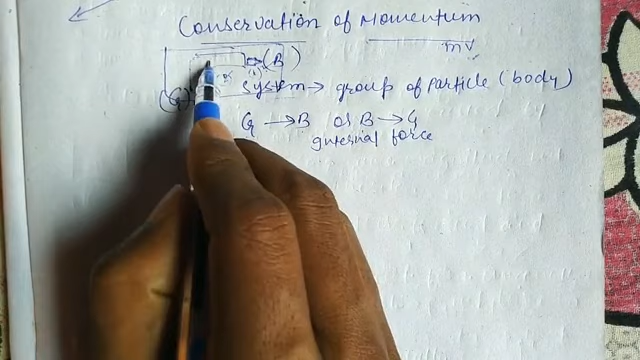 Conservation of Momentum
mv
(B)
(G)
system → group of Particle (body)
G → B or B → G
internal force